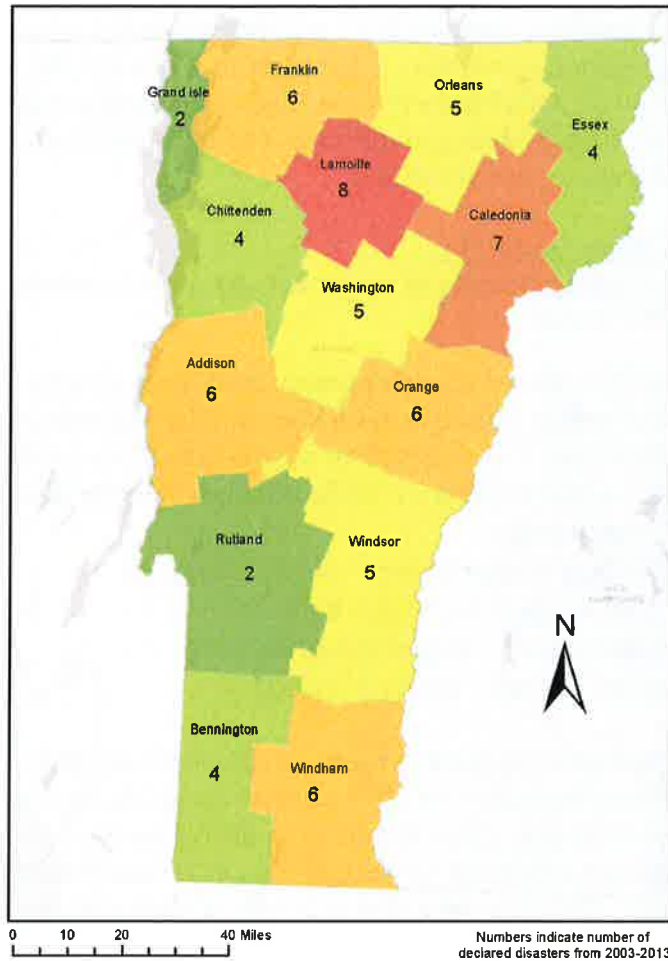 Franklin
6
Orleans
5
Grand Isle
2
Essex
4
Lamoille
8
Chittenden
4
Caledonia
7
Washington
5
Addison
6
Orange
6
Rutland
2
Windsor
5
N
Bennington
4
Windham
6
0 10 20 40 Miles
Numbers indicate number of
declared disasters from 2003-2013